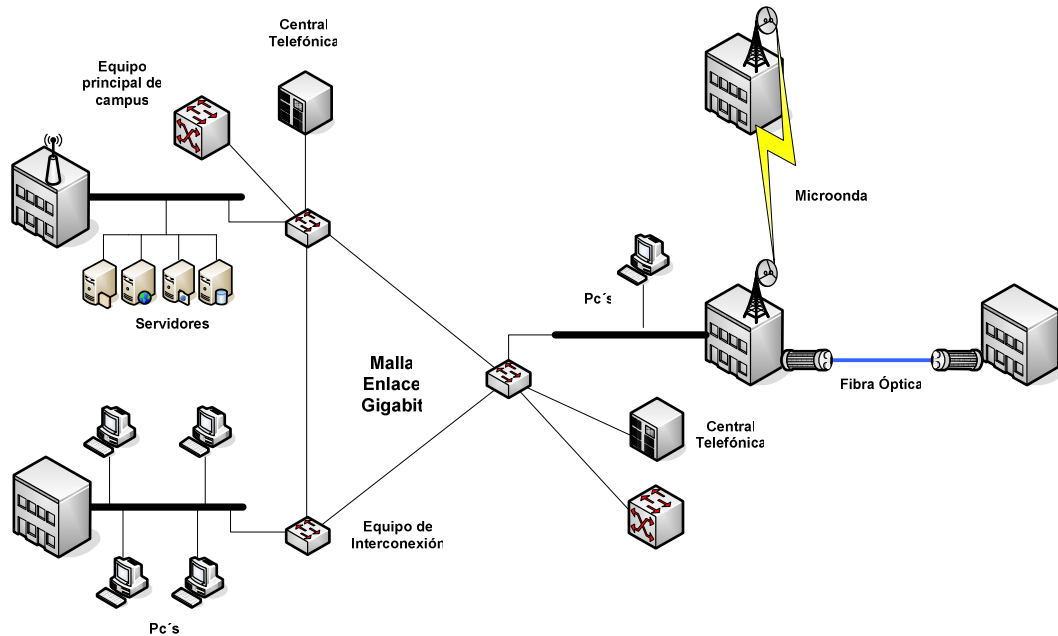 Central
Telefónica
Equipo
principal de
campus
Microonda
Servidores
Pc´s
Malla
Enlace
Gigabit
Fibra Óptica
Central
Telefónica
Equipo de
Interconexión
Pc´s